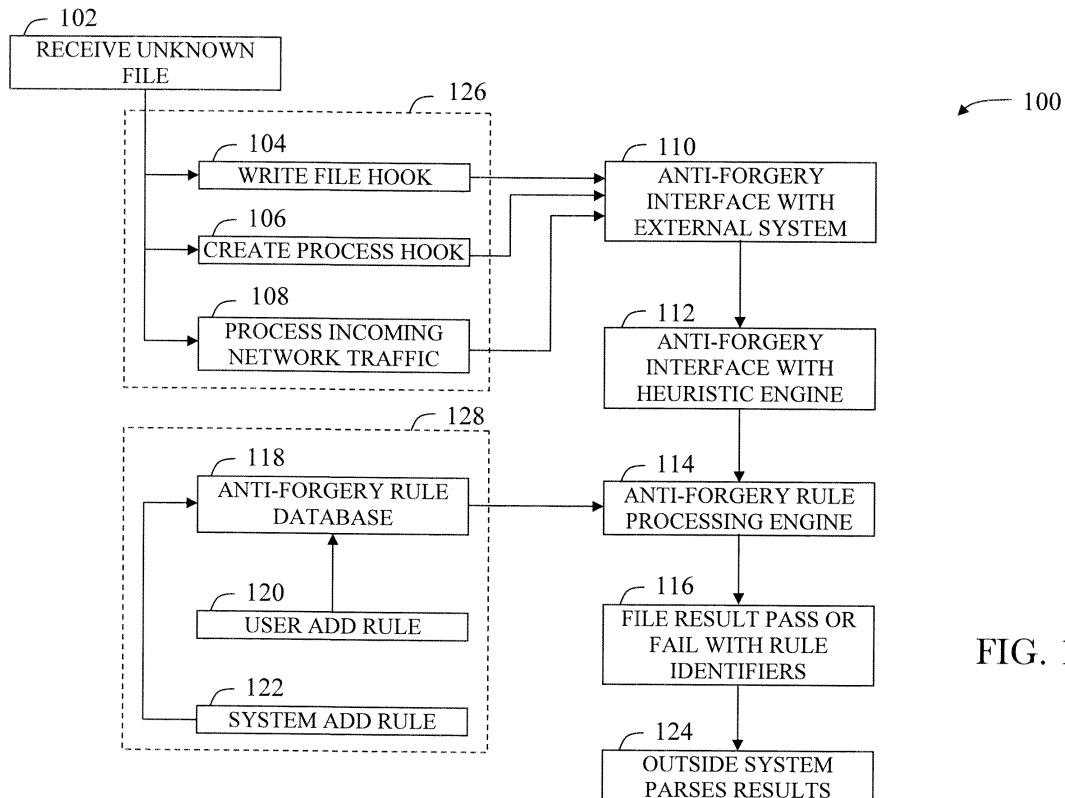 102
RECEIVE UNKNOWN
FILE
126
100
104
WRITE FILE HOOK
110
ANTI-FORGERY
INTERFACE WITH
EXTERNAL SYSTEM
106
CREATE PROCESS HOOK
108
PROCESS INCOMING
NETWORK TRAFFIC
112
ANTI-FORGERY
INTERFACE WITH
HEURISTIC ENGINE
128
118
ANTI-FORGERY RULE
DATABASE
114
ANTI-FORGERY RULE
PROCESSING ENGINE
120
USER ADD RULE
116
FILE RESULT PASS OR
FAIL WITH RULE
IDENTIFIERS
FIG.
122
SYSTEM ADD RULE
124
OUTSIDE SYSTEM
PARSES RESULTS